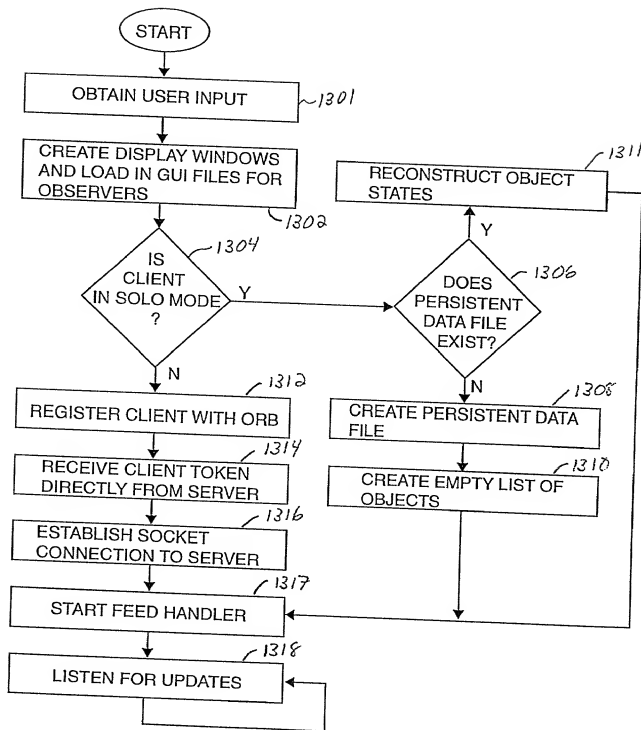 START
OBTAIN USER INPUT
1301
CREATE DISPLAY WINDOWS
AND LOAD IN GUI FILES FOR
OBSERVERS
1302
IS
CLIENT
IN SOLO MODE
?
1304
Y
N
RECONSTRUCT OBJECT
STATES
1311
Y
DOES
PERSISTENT
DATA FILE
EXIST?
1306
N
CREATE PERSISTENT DATA
FILE
1308
CREATE EMPTY LIST OF
OBJECTS
1310
REGISTER CLIENT WITH ORB
1312
RECEIVE CLIENT TOKEN
DIRECTLY FROM SERVER
1314
ESTABLISH SOCKET
CONNECTION TO SERVER
1316
START FEED HANDLER
1317
LISTEN FOR UPDATES
1318